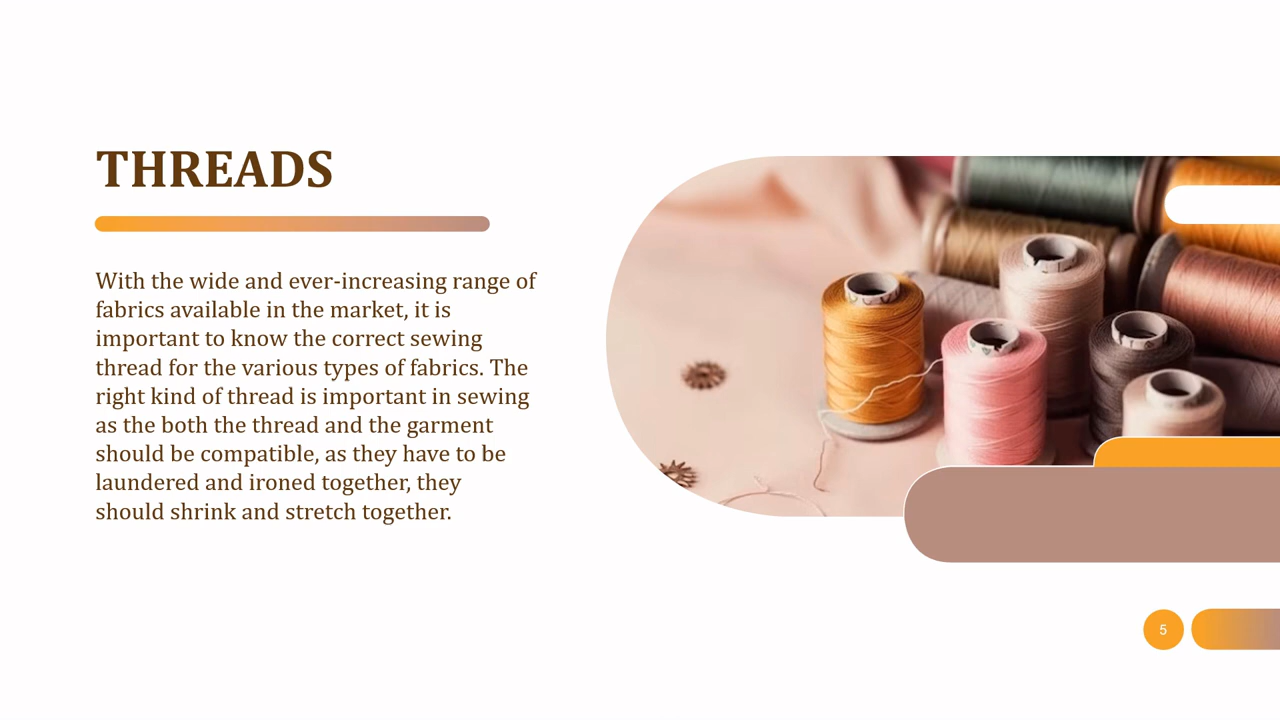 THREADS
With the wide and ever-increasing range of
fabrics available in the market, it is
important to know the correct sewing
thread for the various types of fabrics. The
right kind of thread is important in sewing
as the both the thread and the garment
should be compatible, as they have to be
laundered and ironed together, they
should shrink and stretch together.
5